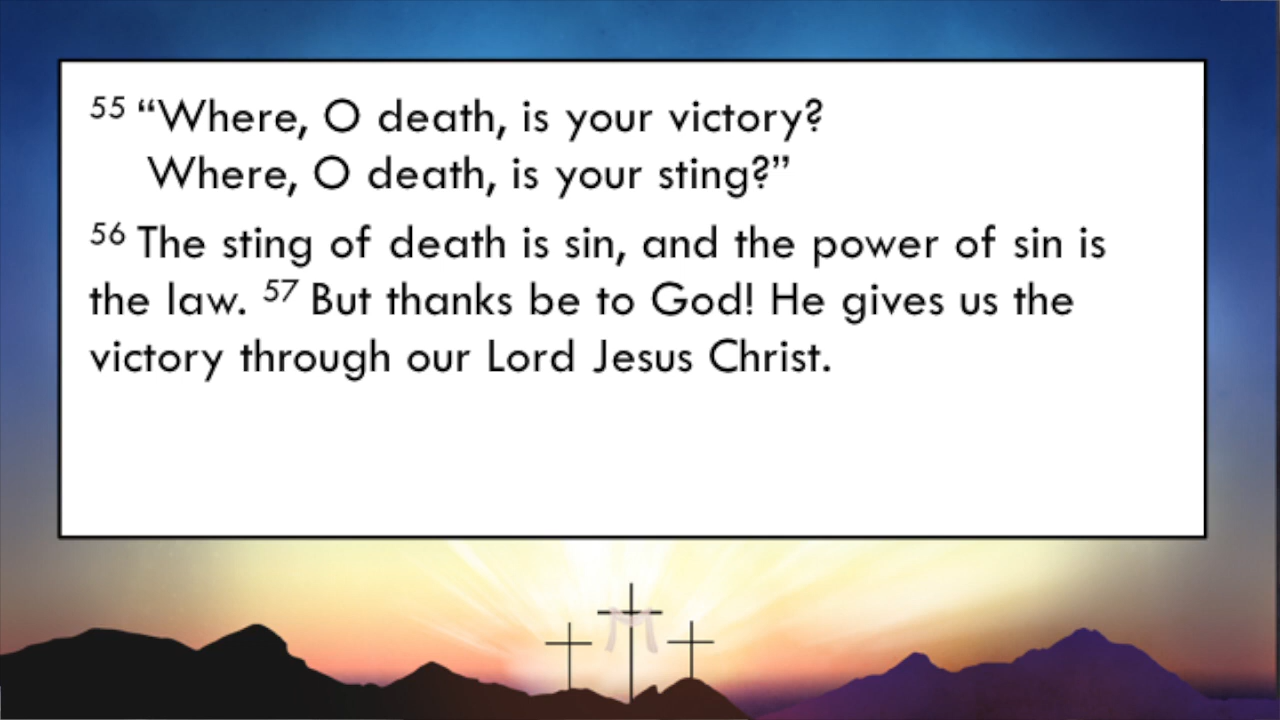 55 “Where, O death, is your victory?
Where, O death, is your sting?”
56 The sting of death is sin, and the power of sin is
the law. 57 But thanks be to God! He gives us the
victory through our Lord Jesus Christ.